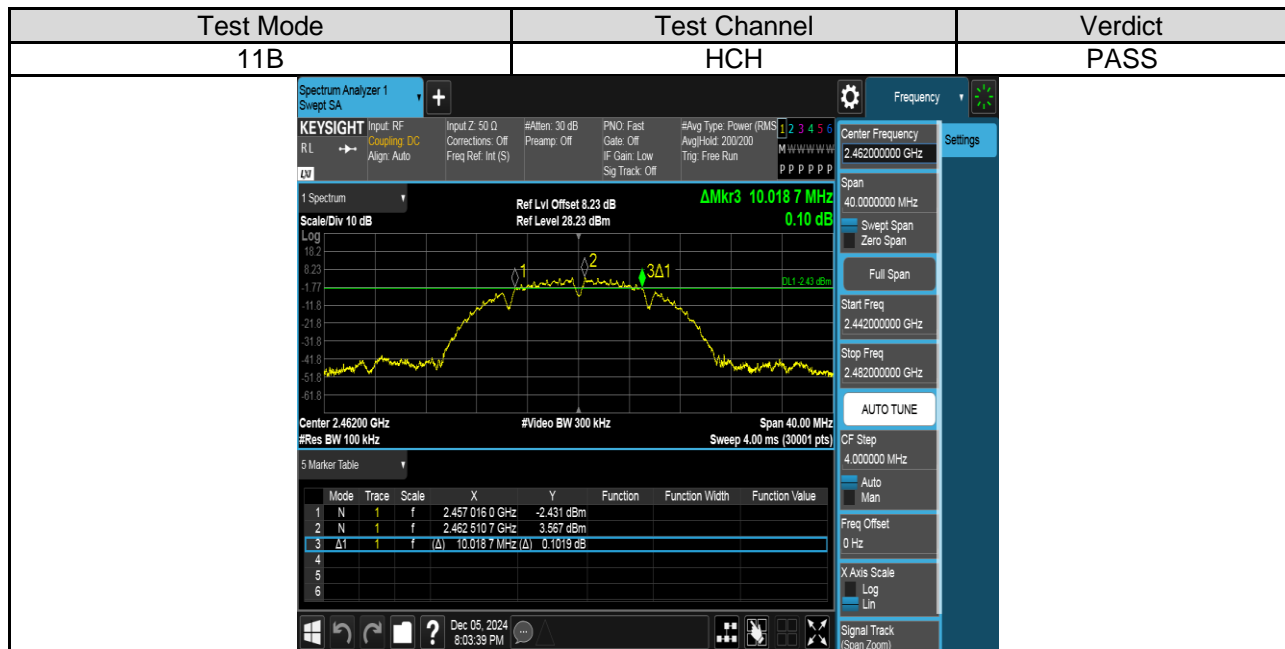 Test Mode Test Channel Verdict
11B HCH PASS
Spectrum Analyzer 1
Swept SA
Frequency
KEYSIGHT
RL
LXI
Input: RF
Coupling: DC
Align: Auto
Input Z: 50 Ω
Corrections: Off
Freq Ref: Int (S)
#Atten: 30 dB
Preamp: Off
PNO: Fast
Gate: Off
IF Gain: Low
Sig Track: Off
#Avg Type: Power (RMS
Avg|Hold: 200/200
Trig: Free Run
1 2 3 4 5 6
M W W W W W
P P P P P P
1 Spectrum
Scale/Div 10 dB
Ref Lvl Offset 8.23 dB
Ref Level 28.23 dBm
ΔMkr3 10.018 7 MHz
0.10 dB
Log
18.2
8.23
-1.77
-11.8
-21.8
-31.8
-41.8
-51.8
-61.8
1
2
3Δ1
DL1 -2.43 dBm
Center 2.46200 GHz #Video BW 300 kHz Span 40.00 MHz
#Res BW 100 kHz Sweep 4.00 ms (30001 pts)
5 Marker Table
Mode Trace Scale X Y Function Function Width Function Value
1 N 1 f 2.457 016 0 GHz -2.431 dBm
2 N 1 f 2.462 510 7 GHz 3.567 dBm
3 Δ1 1 f (Δ) 10.018 7 MHz (Δ) 0.1019 dB
4
5
6
Center Frequency
2.462000000 GHz
Settings
Span
40.0000000 MHz
Swept Span
Zero Span
Full Span
Start Freq
2.442000000 GHz
Stop Freq
2.482000000 GHz
AUTO TUNE
CF Step
4.000000 MHz
Auto
Man
Freq Offset
0 Hz
X Axis Scale
Log
Lin
Signal Track
(Span Zoom)
?
Dec 05, 2024
8:03:39 PM